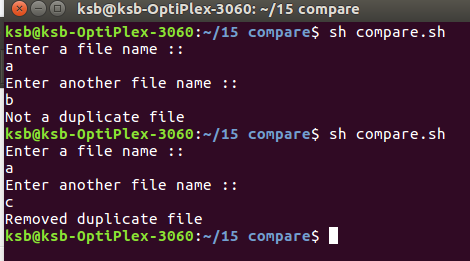 ksb@ksb-OptiPlex-3060: ~/15 compare
ksb@ksb-OptiPlex-3060:~/15 compare$ sh compare.sh
Enter a file name ::
a
Enter another file name ::
b
Not a duplicate file
ksb@ksb-OptiPlex-3060:~/15 compare$ sh compare.sh
Enter a file name ::
a
Enter another file name ::
c
Removed duplicate file
ksb@ksb-OptiPlex-3060:~/15 compare$